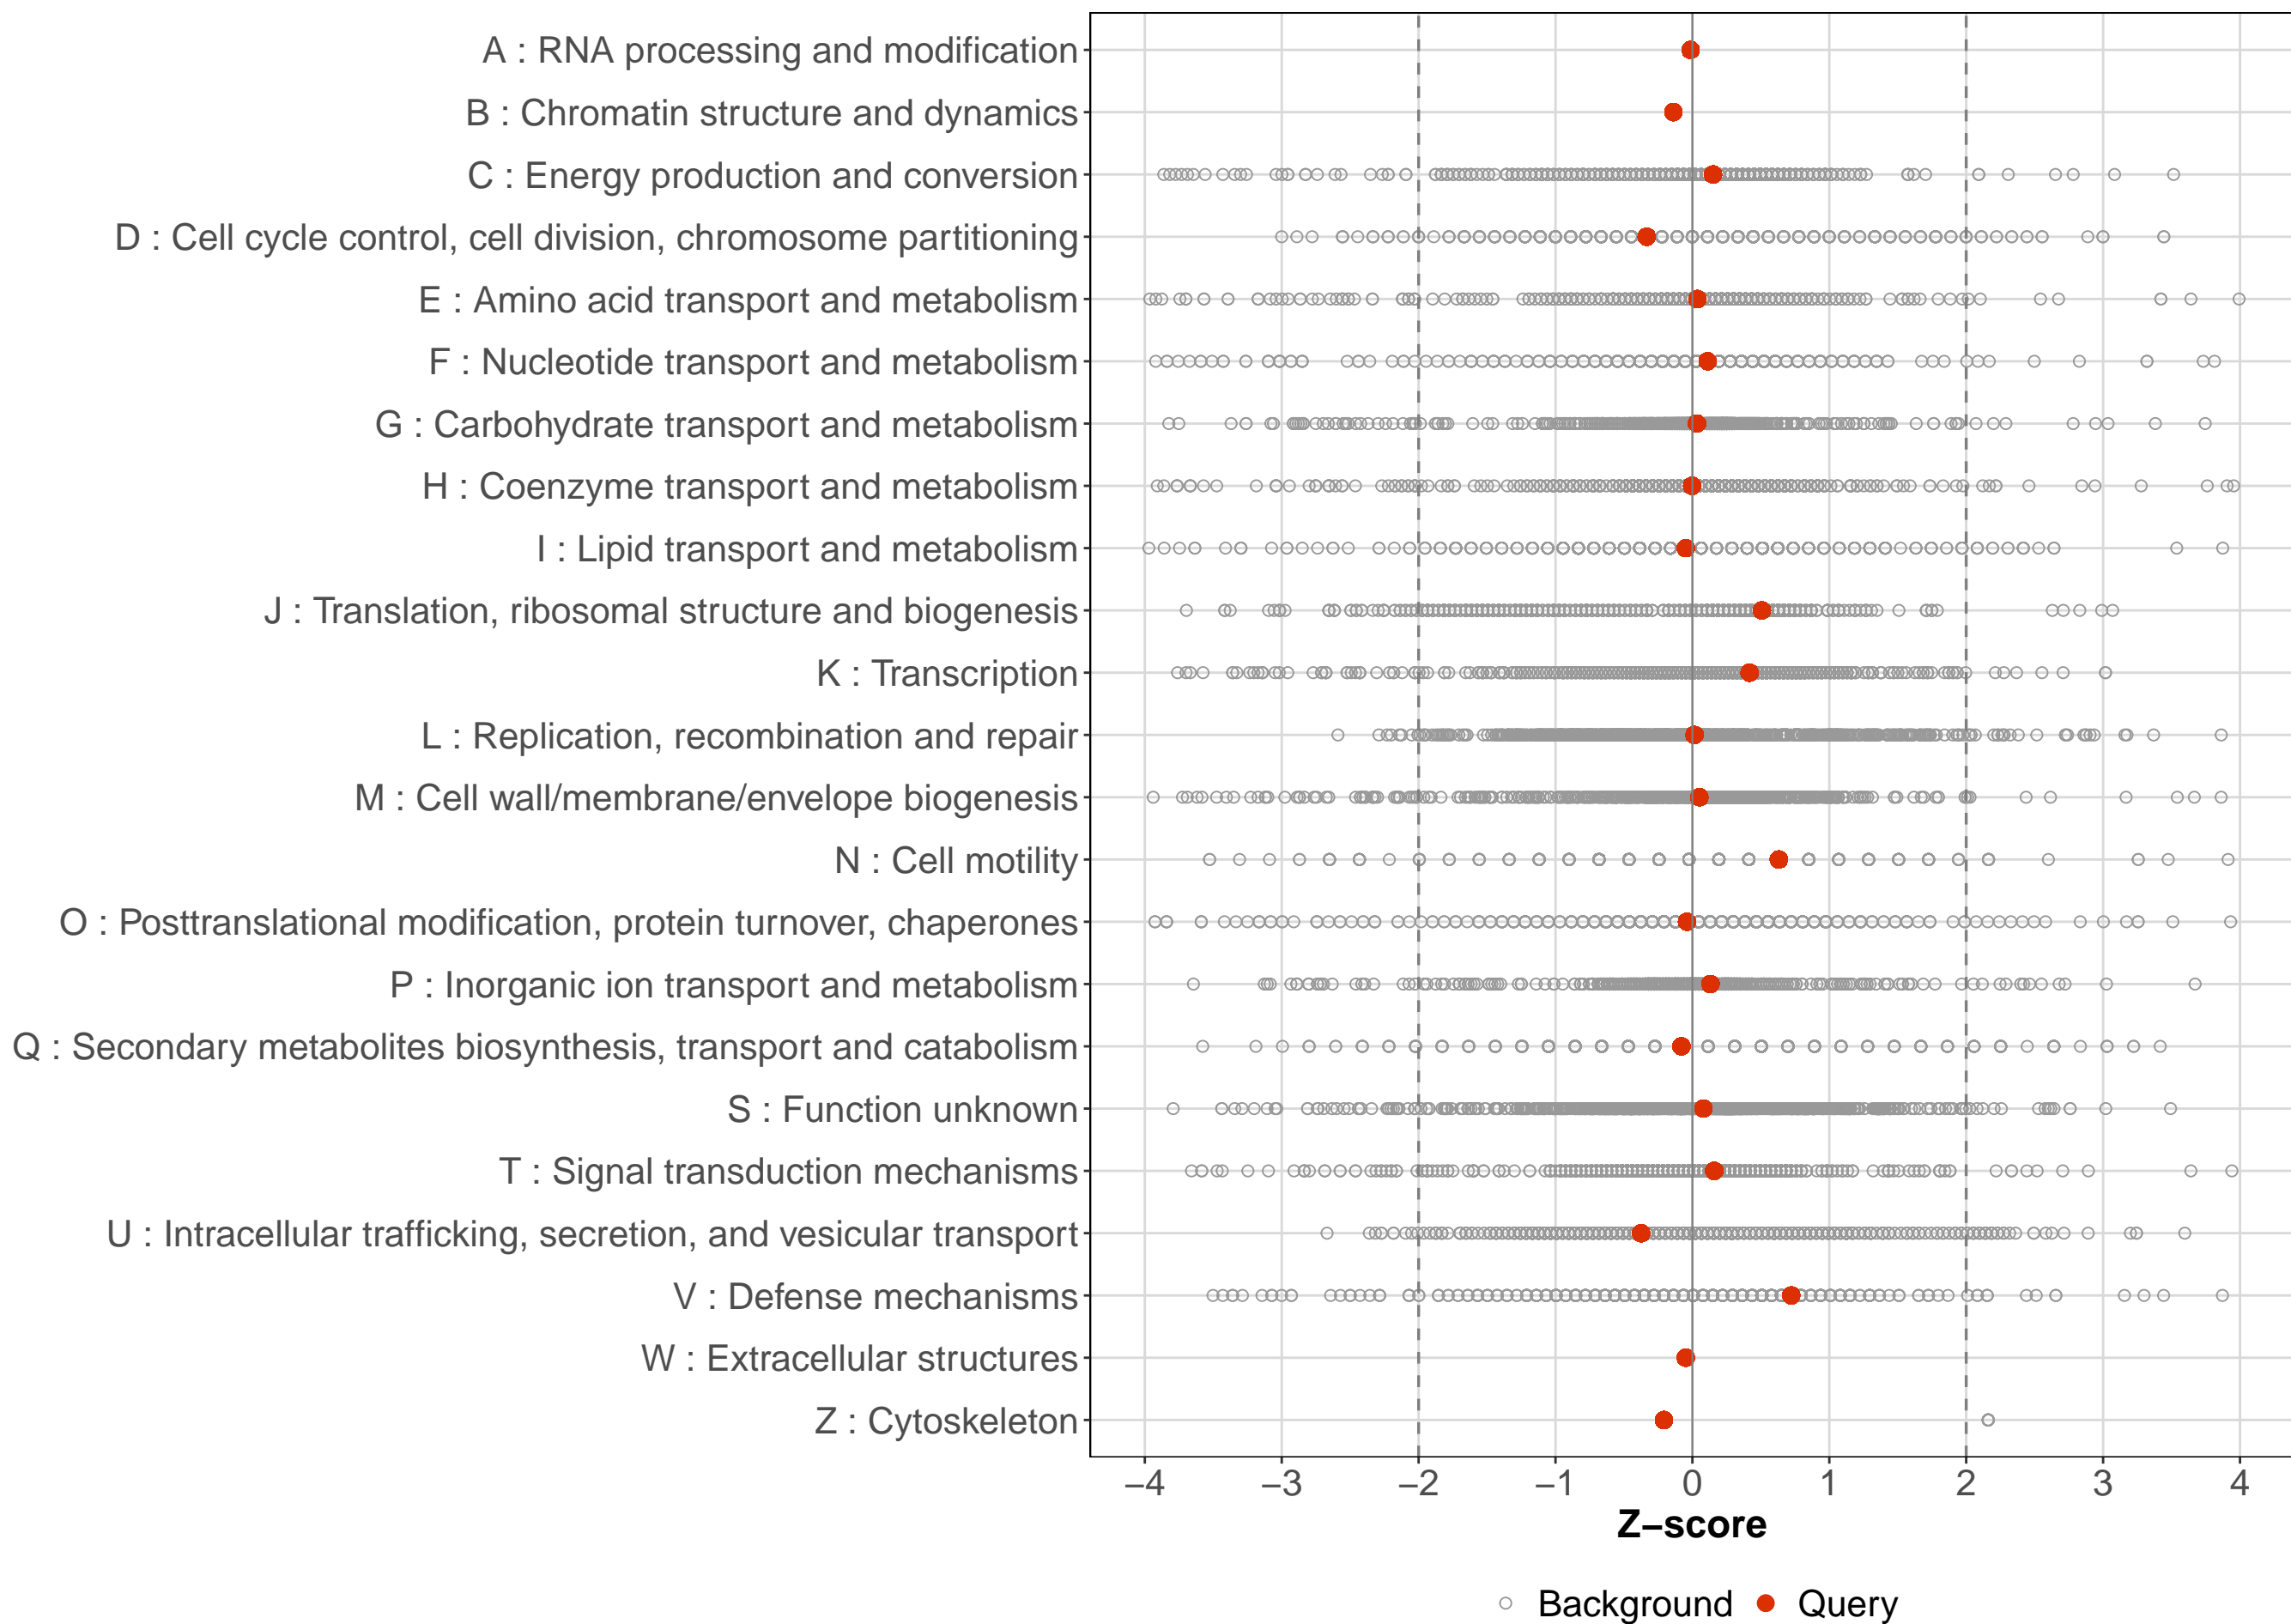 A : RNA processing and modification
B : Chromatin structure and dynamics
C : Energy production and conversion
D : Cell cycle control, cell division, chromosome partitioning
E : Amino acid transport and metabolism
F : Nucleotide transport and metabolism
G : Carbohydrate transport and metabolism
H : Coenzyme transport and metabolism
I : Lipid transport and metabolism
J : Translation, ribosomal structure and biogenesis
K : Transcription
L : Replication, recombination and repair
M : Cell wall/membrane/envelope biogenesis
N : Cell motility
O : Posttranslational modification, protein turnover, chaperones
P : Inorganic ion transport and metabolism
Q : Secondary metabolites biosynthesis, transport and catabolism
S : Function unknown
T : Signal transduction mechanisms
U : Intracellular trafficking, secretion, and vesicular transport
V : Defense mechanisms
W : Extracellular structures
Z : Cytoskeleton
−4 −3 −2 −1 0 1 2 3 4
Z−score
Background Query